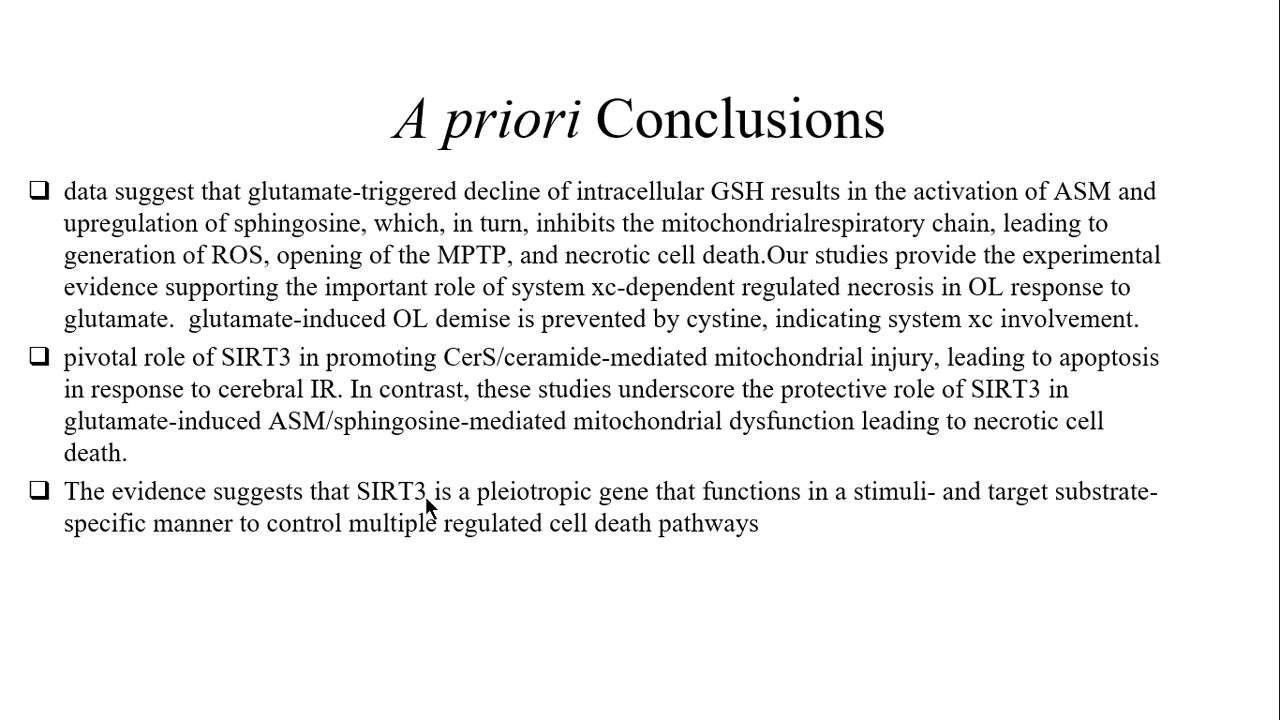 A priori Conclusions
❑ data suggest that glutamate-triggered decline of intracellular GSH results in the activation of ASM and
upregulation of sphingosine, which, in turn, inhibits the mitochondrialrespiratory chain, leading to
generation of ROS, opening of the MPTP, and necrotic cell death.Our studies provide the experimental
evidence supporting the important role of system xc-dependent regulated necrosis in OL response to
glutamate.  glutamate-induced OL demise is prevented by cystine, indicating system xc involvement.
❑ pivotal role of SIRT3 in promoting CerS/ceramide-mediated mitochondrial injury, leading to apoptosis
in response to cerebral IR. In contrast, these studies underscore the protective role of SIRT3 in
glutamate-induced ASM/sphingosine-mediated mitochondrial dysfunction leading to necrotic cell
death.
❑ The evidence suggests that SIRT3 is a pleiotropic gene that functions in a stimuli- and target substrate-
specific manner to control multiple regulated cell death pathways